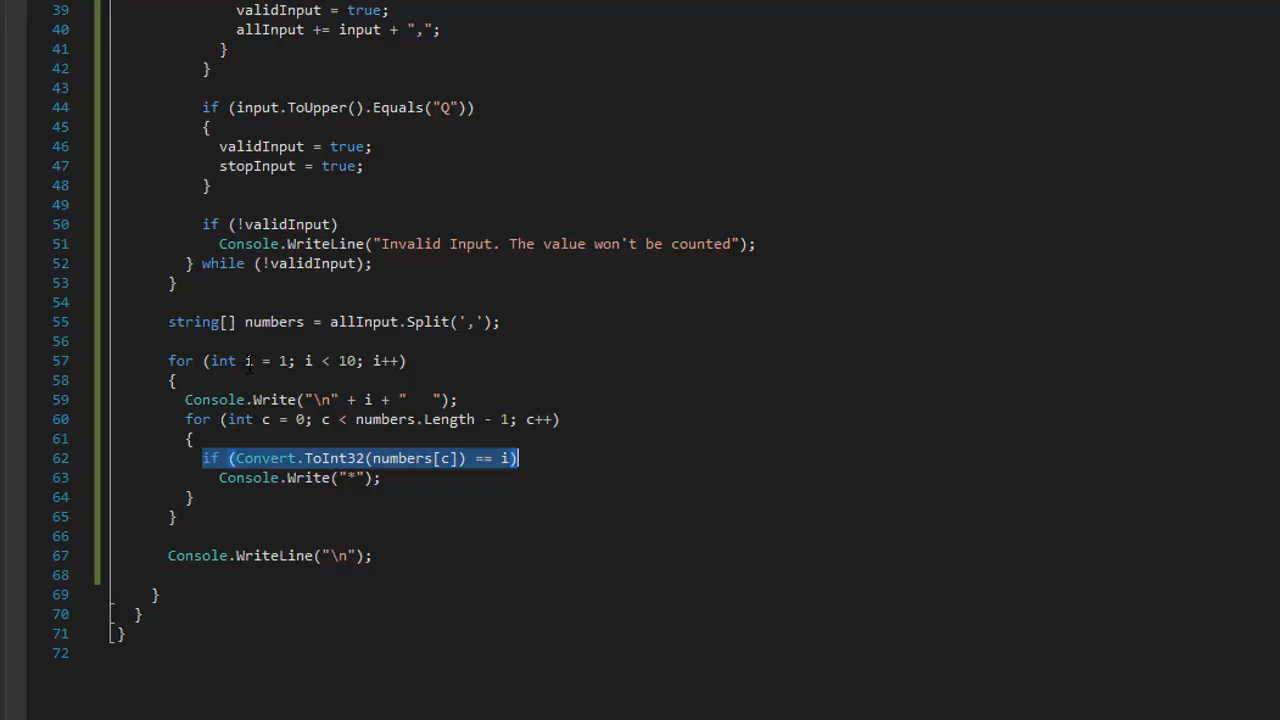 39 validInput = true;
40 allInput += input + ",";
41 }
42 }
43
44 if (input.ToUpper().Equals("Q"))
45 {
46 validInput = true;
47 stopInput = true;
48 }
49
50 if (!validInput)
51 Console.WriteLine("Invalid Input. The value won't be counted");
52 } while (!validInput);
53 }
54
55 string[] numbers = allInput.Split(',');
56
57 for (int i = 1; i < 10; i++)
58 {
59 Console.Write("\n" + i + "   ");
60 for (int c = 0; c < numbers.Length - 1; c++)
61 {
62 if (Convert.ToInt32(numbers[c]) == i)
63 Console.Write("*");
64 }
65 }
66
67 Console.WriteLine("\n");
68
69 }
70 }
71 }
72